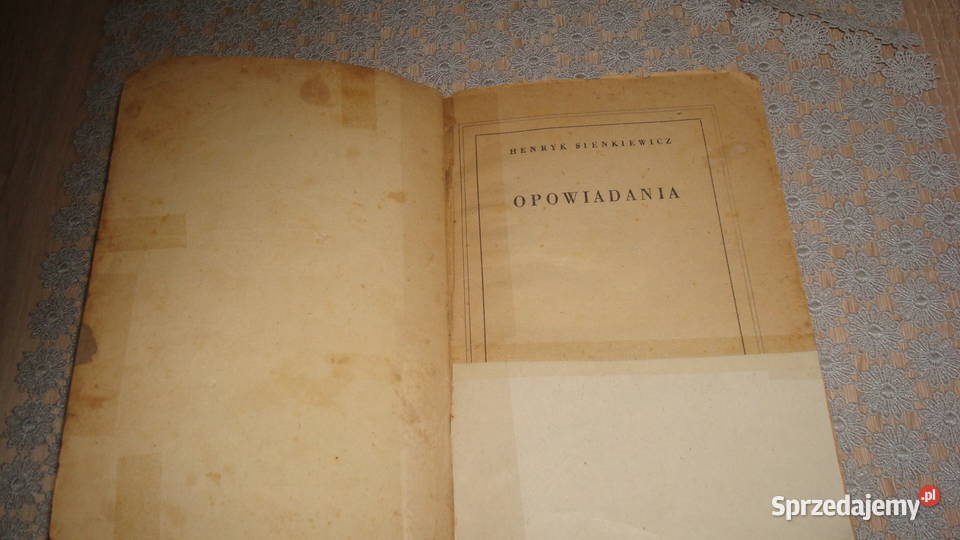 HENRYK SIENKIEWICZ
OPOWIADANIA
Sprzedajemy.pl